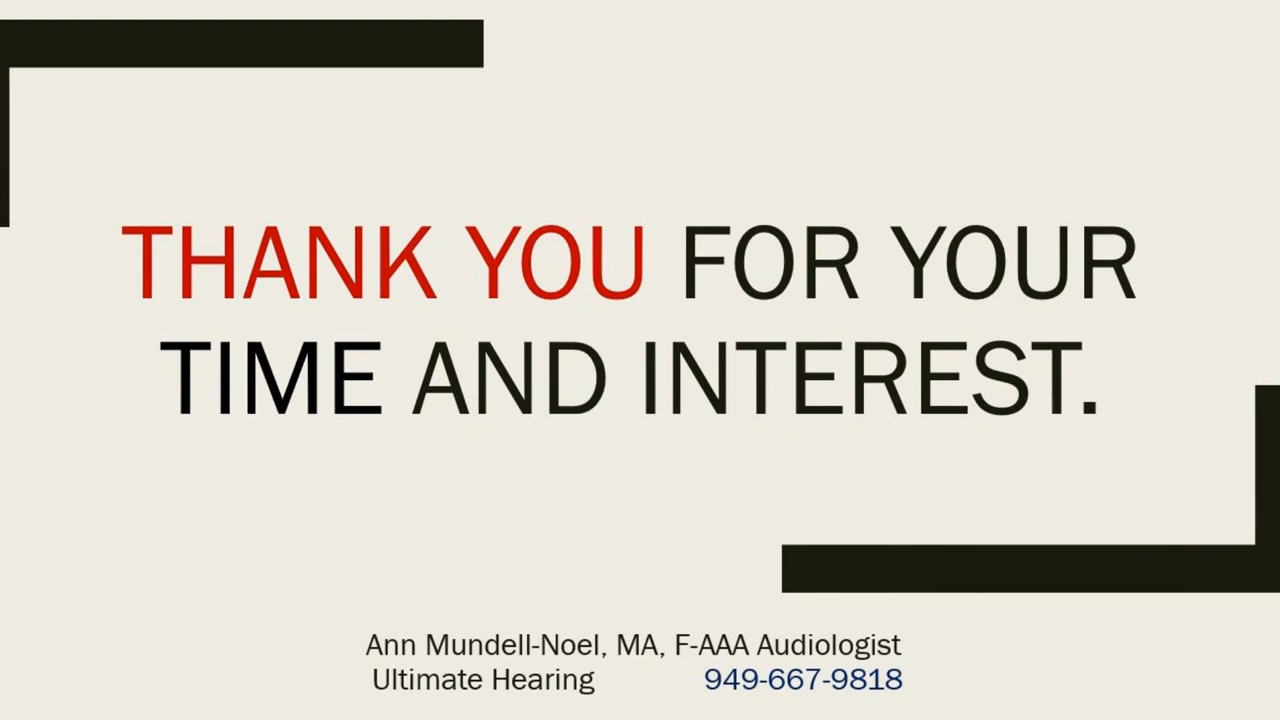 THANK YOU FOR YOUR
TIME AND INTEREST.
Ann Mundell-Noel, MA, F-AAA Audiologist
Ultimate Hearing 949-667-9818